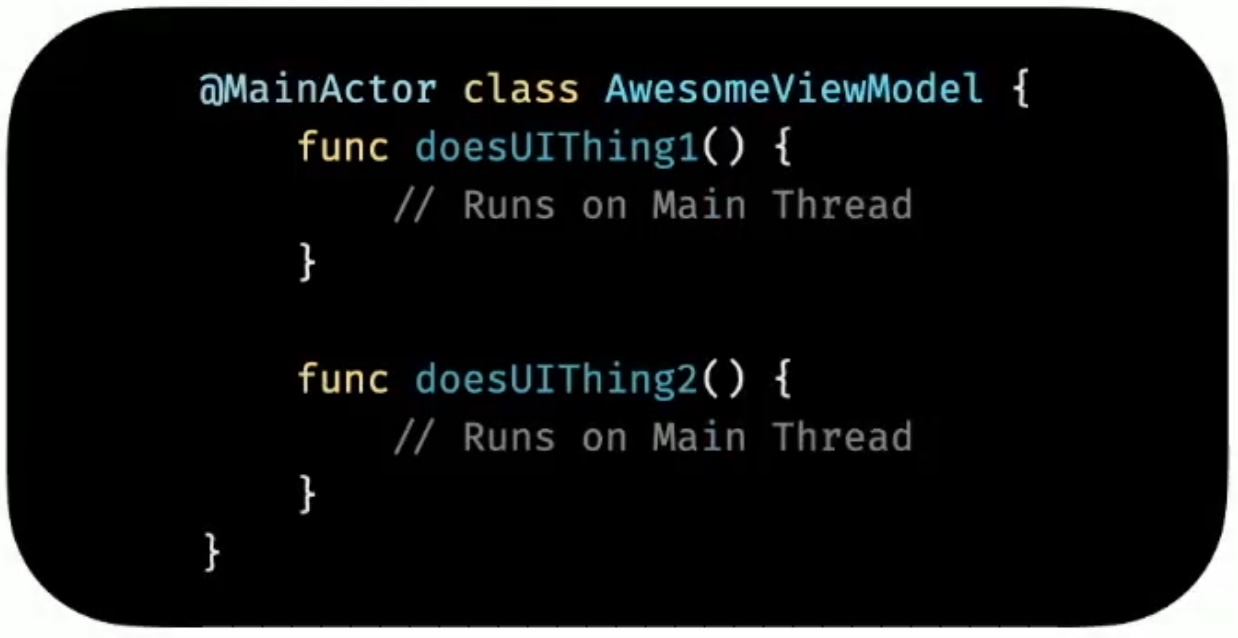 @MainActor class AwesomeViewModel {
    func doesUIThing1() {
        // Runs on Main Thread
    }

    func doesUIThing2() {
        // Runs on Main Thread
    }
}